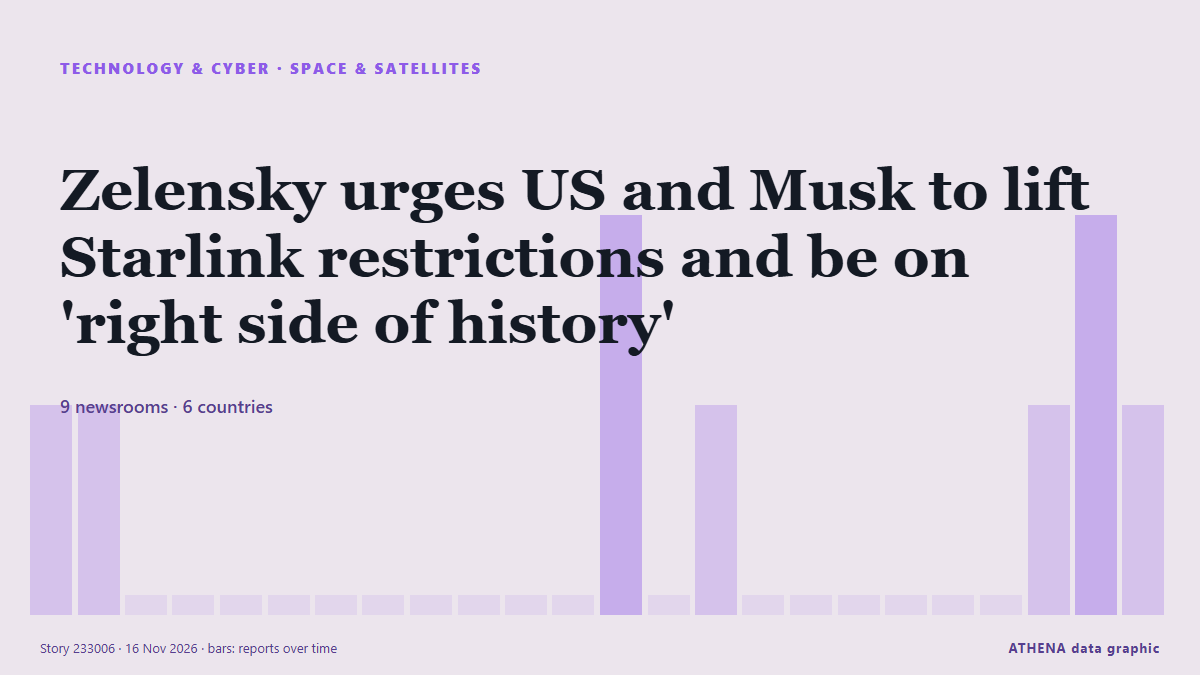 TECHNOLOGY & CYBER · SPACE & SATELLITES
Zelensky urges US and Musk to lift
Starlink restrictions and be on
'right side of history'
9 newsrooms · 6 countries
Story 233006 · 16 Nov 2026 · bars: reports over time
ATHENA data graphic